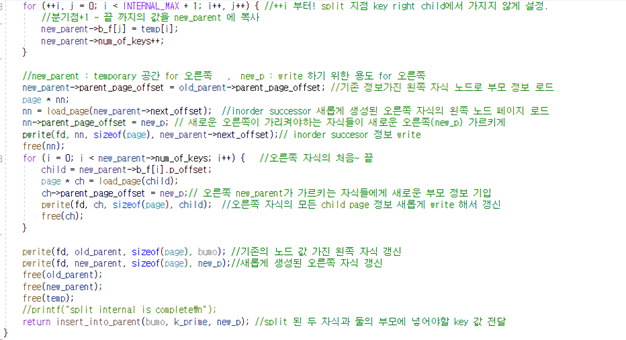 for (++i, j = 0; i < INTERNAL_MAX + 1; i++, j++) { //++i 부터! split 지점 key right child에서 가지지 않게 설정.
//분기점+1 ~ 끝 까지의 값을 new_parent 에 복사
new_parent->b_f[j] = temp[i];
new_parent->num_of_keys++;
}
//new_parent : temporary 공간 for 오른쪽 , new_p : write 하기 위한 용도 for 오른쪽
new_parent->parent_page_offset = old_parent->parent_page_offset; //기존 정보가진 왼쪽 자식 노드로 부모 정보 로드
page * nn;
nn = load_page(new_parent->next_offset); //inorder successor 새롭게 생성된 오른쪽 자식의 왼쪽 노드 페이지 로드
nn->parent_page_offset = new_p; // 새로운 오른쪽이 가리켜야하는 자식들이 새로운 오른쪽(new_p) 가르키게
pwrite(fd, nn, sizeof(page), new_parent->next_offset);// inorder succesor 정보 write
free(nn);
for (i = 0; i < new_parent->num_of_keys; i++) { //오른쪽 자식의 처음~ 끝
child = new_parent->b_f[i].p_offset;
page * ch = load_page(child);
ch->parent_page_offset = new_p;// 오른쪽 new_parent가 가르키는 자식들에게 새로운 부모 정보 기입
pwrite(fd, ch, sizeof(page), child); //오른쪽 자식의 모든 child page 정보 새롭게 write 해서 갱신
free(ch);
}
pwrite(fd, old_parent, sizeof(page), bumo); //기존의 노드 값 가진 왼쪽 자식 갱신
pwrite(fd, new_parent, sizeof(page), new_p);//새롭게 생성된 오른쪽 자식 갱신
free(old_parent);
free(new_parent);
free(temp);
//printf("split internal is complete₩n");
return insert_into_parent(bumo, k_prime, new_p); //split 된 두 자식과 둘의 부모에 넣어야할 key 값 전달
}